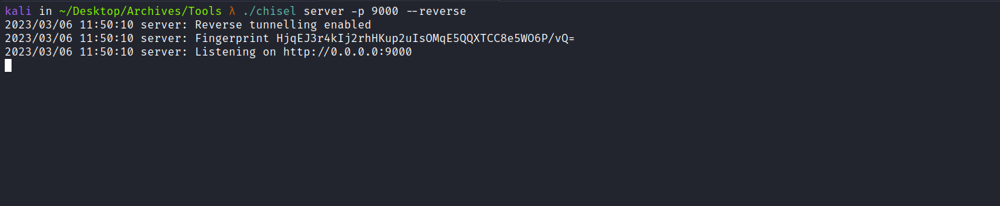 kali in ~/Desktop/Archives/Tools λ ./chisel server -p 9000 --reverse
2023/03/06 11:50:10 server: Reverse tunnelling enabled
2023/03/06 11:50:10 server: Fingerprint HjqEJ3r4kIj2rhHKup2uIsOMqE5QQXTCC8e5WO6P/vQ=
2023/03/06 11:50:10 server: Listening on http://0.0.0.0:9000